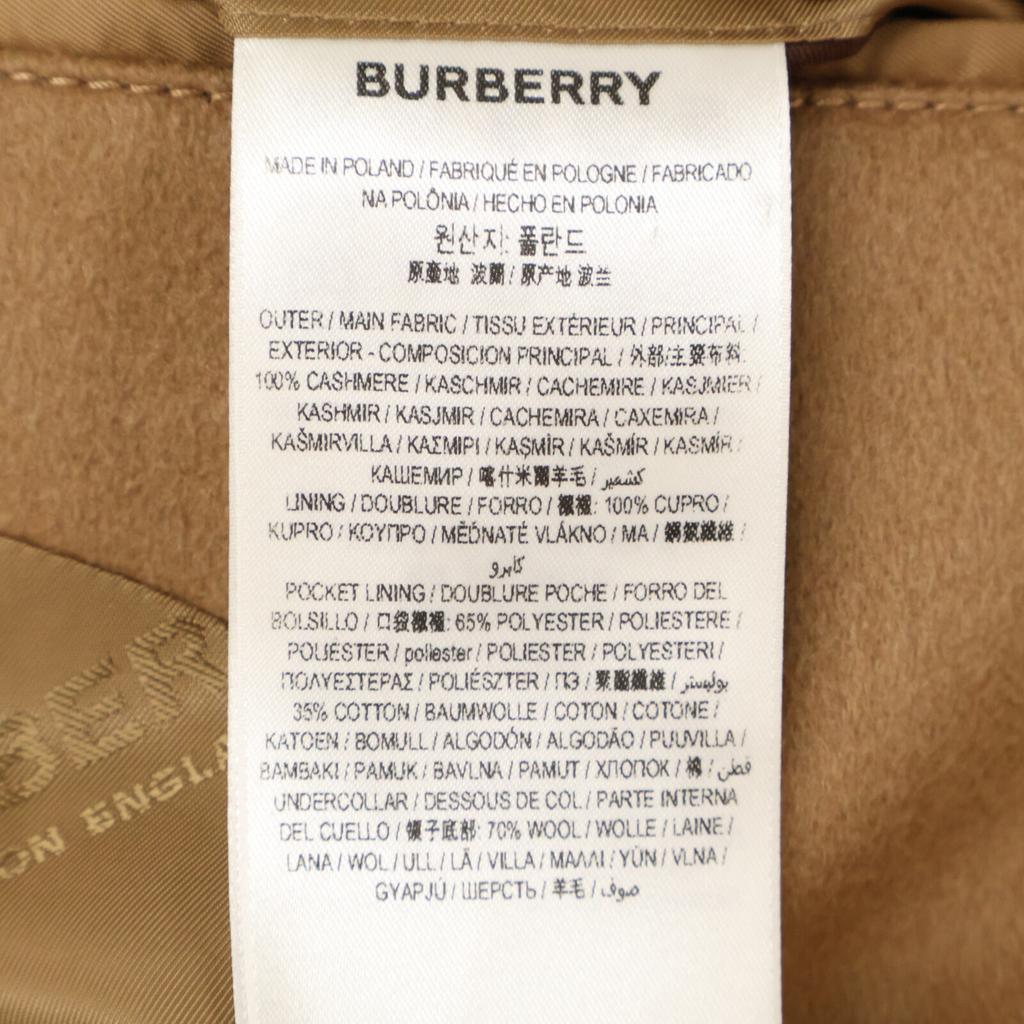 BURBERRY
MADE IN POLAND / FABRIQUÉ EN POLOGNE / FABRICADO
NA POLÔNIA / HECHO EN POLONIA
원산지: 폴란드
原產地 波蘭 / 原产地 波兰
OUTER / MAIN FABRIC / TISSU EXTÉRIEUR / PRINCIPAL /
EXTERIOR - COMPOSICION PRINCIPAL / 外部/主要布料:
100% CASHMERE / KASCHMIR / CACHEMIRE / KASJMIER /
KASHMIR / KASJMIR / CACHEMIRA / CAXEMIRA /
KAŠMIRVILLA / ΚΑΣΜΙΡΙ / KAŞMİR / KAŠMÍR / KASMÍR /
КАШЕМИР / 喀什米爾羊毛 / كشمير
LINING / DOUBLURE / FORRO / 襯裡: 100% CUPRO /
KUPRO / ΚΟΥΠΡΟ / MĚDNATÉ VLÁKNO / МА / 銅氨纖維 /
كابرو
POCKET LINING / DOUBLURE POCHE / FORRO DEL
BOLSILLO / 口袋襯裡: 65% POLYESTER / POLIESTERE /
POLIÉSTER / poliester / POLIESTER / POLYESTERI /
ΠΟΛΥΕΣΤΕΡΑΣ / POLIÉSZTER / ПЭ / 聚酯纖維 / بوليستر
35% COTTON / BAUMWOLLE / COTON / COTONE /
KATOEN / BOMULL / ALGODÓN / ALGODÃO / PUUVILLA /
BAMBAKI / PAMUK / BAVLNA / PAMUT / ХЛОПОК / 棉 / قطن
UNDERCOLLAR / DESSOUS DE COL / PARTE INTERNA
DEL CUELLO / 領子底部: 70% WOOL / WOLLE / LAINE /
LANA / WOL / ULL / LÃ / VILLA / ΜΑΛΛΙ / YÜN / VLNA /
GYAPJÚ / ШЕРСТЬ / 羊毛 / صوف